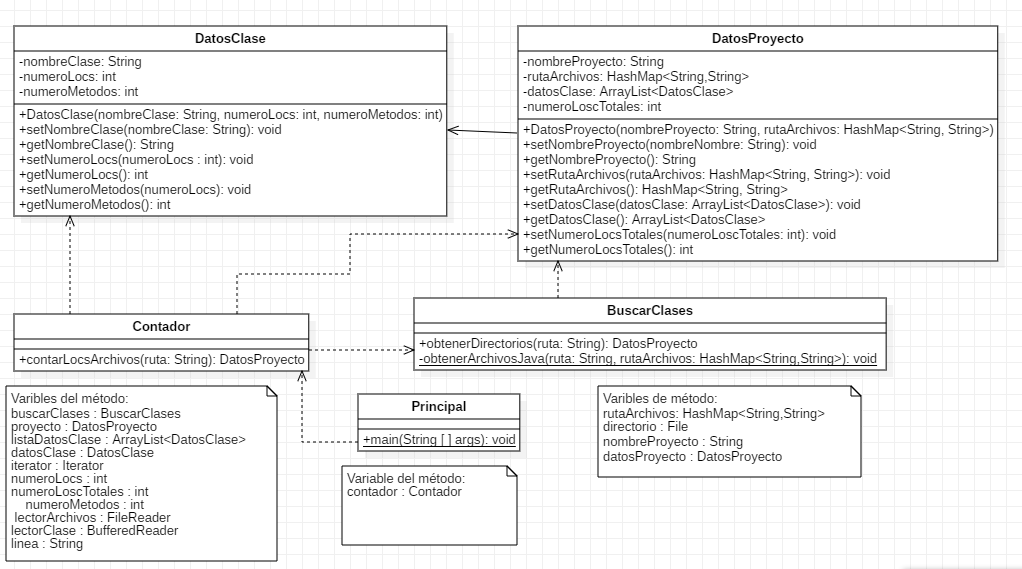 DatosClase
-nombreClase: String
-numeroLocs: int
-numeroMetodos: int
+DatosClase(nombreClase: String, numeroLocs: int, numeroMetodos: int)
+setNombreClase(nombreClase: String): void
+getNombreClase(): String
+setNumeroLocs(numeroLocs : int): void
+getNumeroLocs(): int
+setNumeroMetodos(numeroLocs): void
+getNumeroMetodos(): int
DatosProyecto
-nombreProyecto: String
-rutaArchivos: HashMap<String,String>
-datosClase: ArrayList<DatosClase>
-numeroLoscTotales: int
+DatosProyecto(nombreProyecto: String, rutaArchivos: HashMap<String, String>)
+setNombreProyecto(nombreNombre: String): void
+getNombreProyecto(): String
+setRutaArchivos(rutaArchivos: HashMap<String, String>): void
+getRutaArchivos(): HashMap<String, String>
+setDatosClase(datosClase: ArrayList<DatosClase>): void
+getDatosClase(): ArrayList<DatosClase>
+setNumeroLocsTotales(numeroLoscTotales: int): void
+getNumeroLocsTotales(): int
Contador
+contarLocsArchivos(ruta: String): DatosProyecto
BuscarClases
+obtenerDirectorios(ruta: String): DatosProyecto
-obtenerArchivosJava(ruta: String, rutaArchivos: HashMap<String,String>): void
Varibles del método:
buscarClases : BuscarClases
proyecto : DatosProyecto
listaDatosClase : ArrayList<DatosClase>
datosClase : DatosClase
iterator : Iterator
numeroLocs : int
numeroLoscTotales : int
numeroMetodos : int
lectorArchivos : FileReader
lectorClase : BufferedReader
linea : String
Principal
+main(String [ ] args): void
Variable del método:
contador : Contador
Varibles de método:
rutaArchivos: HashMap<String,String>
directorio : File
nombreProyecto : String
datosProyecto : DatosProyecto